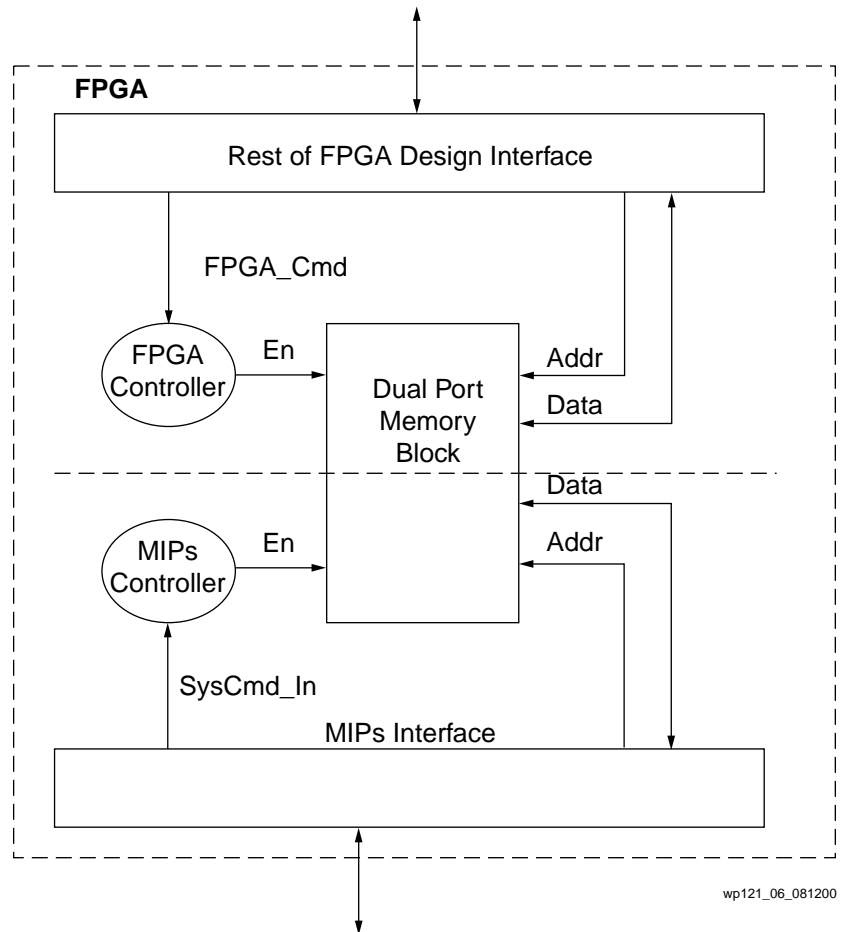 FPGA
Rest of FPGA Design Interface
FPGA_Cmd
FPGA
Controller
En
Dual Port
Memory
Block
Addr
Data
Data
Addr
MIPs
Controller
En
SysCmd_In
MIPs Interface
wp121_06_081200